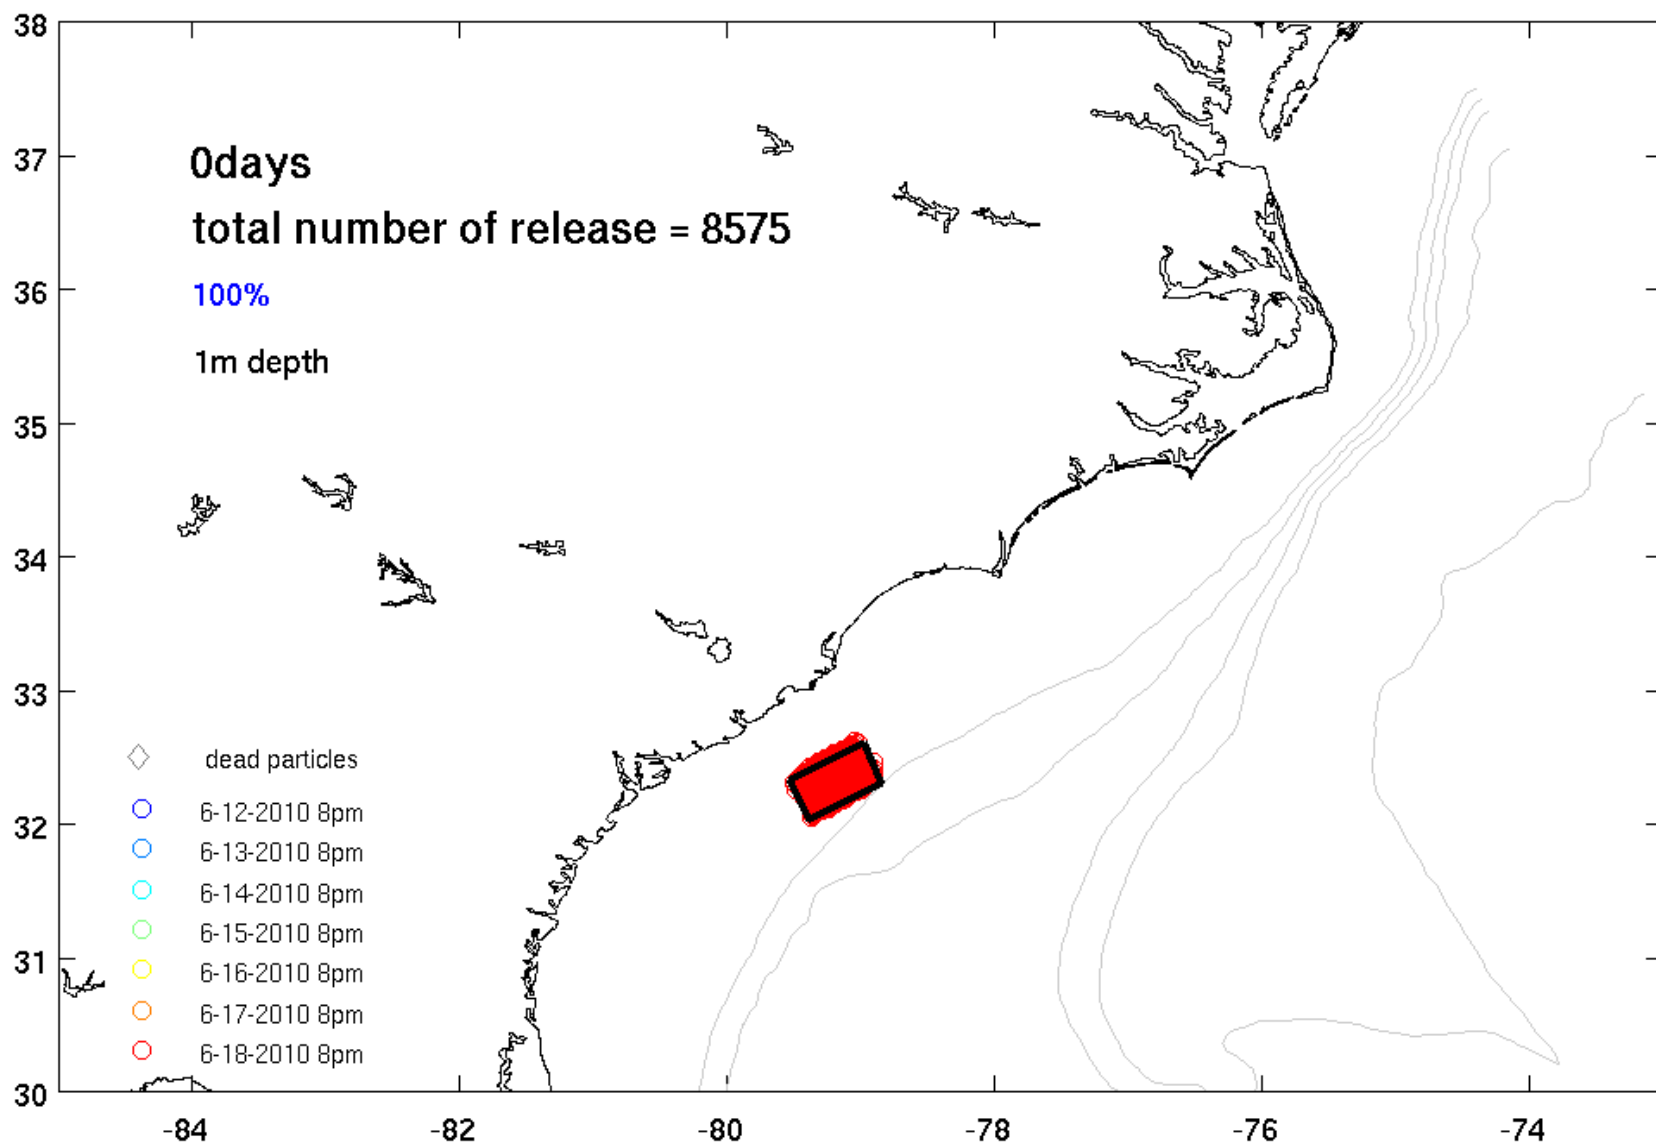 38
37
36
35
34
33
32
31
30
0days
total number of release = 8575
100%
1m depth
dead particles
6-12-2010 8pm
6-13-2010 8pm
6-14-2010 8pm
6-15-2010 8pm
6-16-2010 8pm
6-17-2010 8pm
6-18-2010 8pm
-84 -82 -80 -78 -76 -74